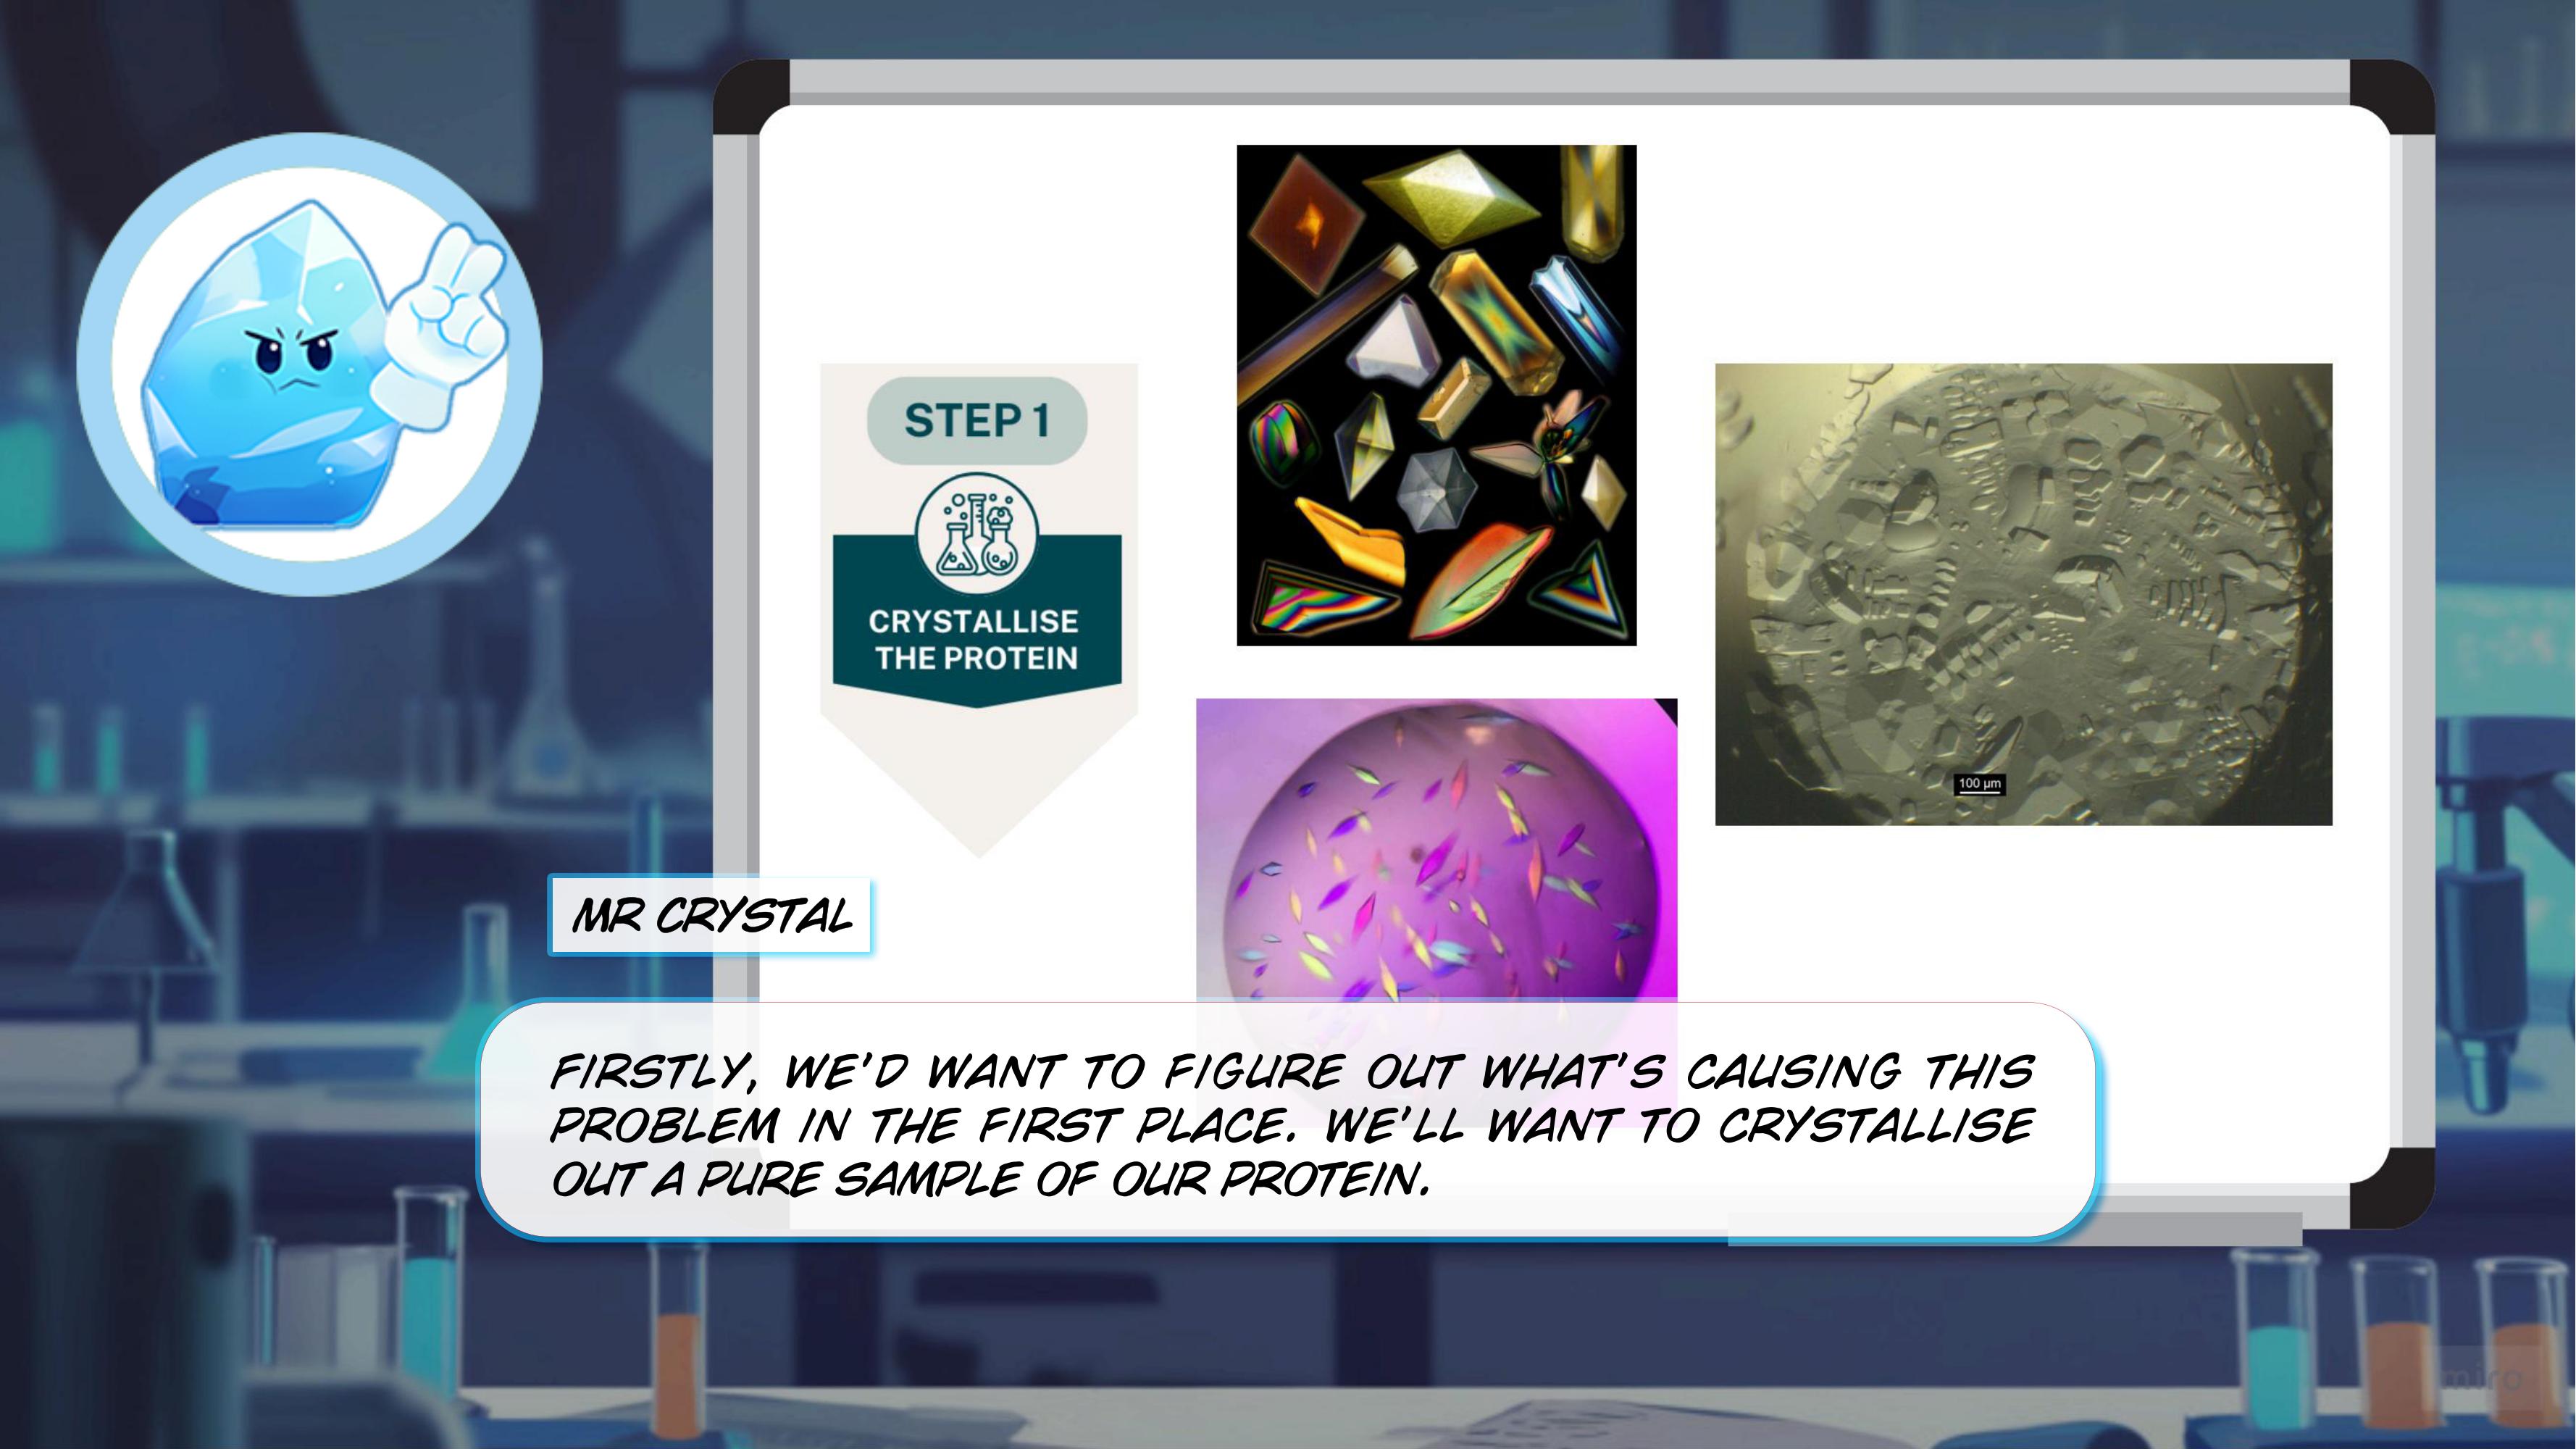 STEP 1
CRYSTALLISE
THE PROTEIN
100 µm
MR CRYSTAL
FIRSTLY, WE'D WANT TO FIGURE OUT WHAT'S CAUSING THIS
PROBLEM IN THE FIRST PLACE. WE'LL WANT TO CRYSTALLISE
OUT A PURE SAMPLE OF OUR PROTEIN.
miro